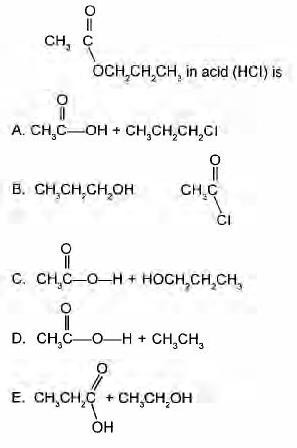 O
CH₃ C
OCH₂CH₂CH₃ in acid (HCl) is
O
A. CH₃C—OH + CH₃CH₂CH₂Cl
O
B. CH₃CH₂CH₂OH CH₃C
Cl
O
C. CH₃C—O—H + HOCH₂CH₂CH₃
O
D. CH₃C—O—H + CH₃CH₃
O
E. CH₃CH₂C + CH₃CH₂OH
OH